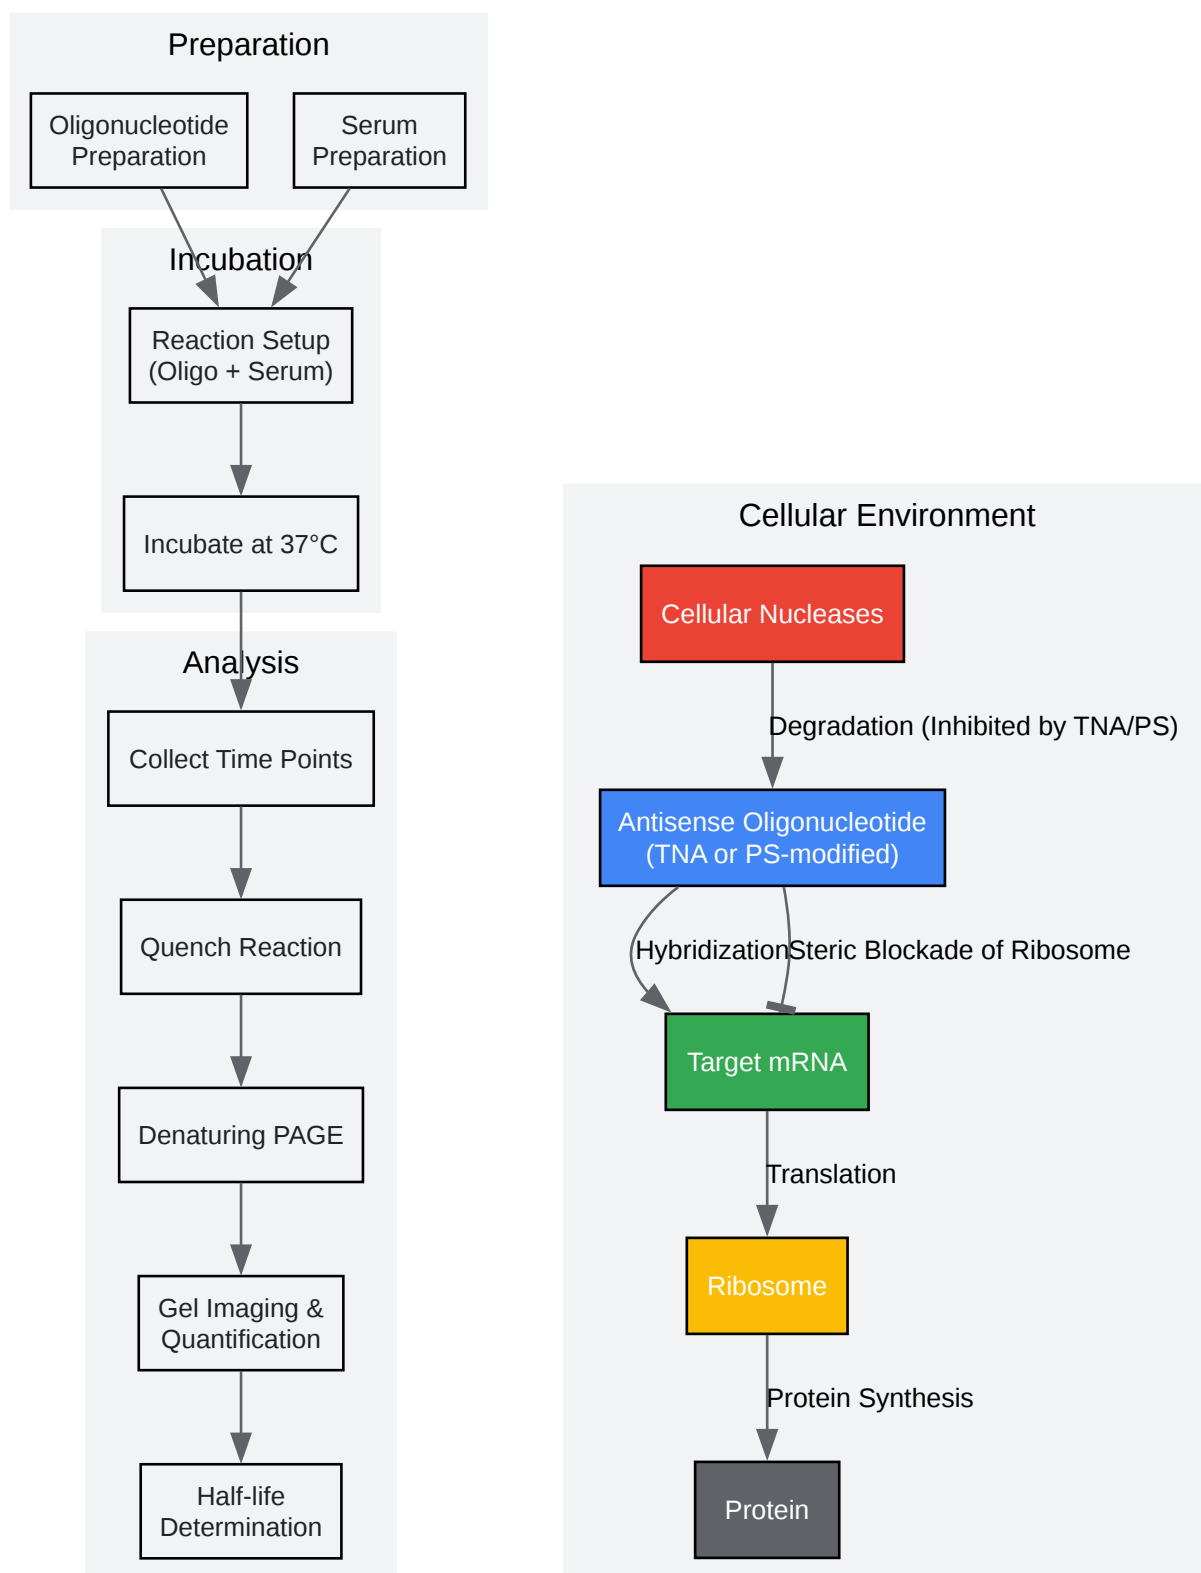 Preparation
Oligonucleotide
Preparation
Serum
Preparation
Incubation
Reaction Setup
(Oligo + Serum)
Incubate at 37°C
Analysis
Collect Time Points
Quench Reaction
Denaturing PAGE
Gel Imaging &
Quantification
Half-life
Determination
Cellular Environment
Cellular Nucleases
Degradation (Inhibited by TNA/PS)
Antisense Oligonucleotide
(TNA or PS-modified)
Hybridization
Steric Blockade of Ribosome
Target mRNA
Translation
Ribosome
Protein Synthesis
Protein